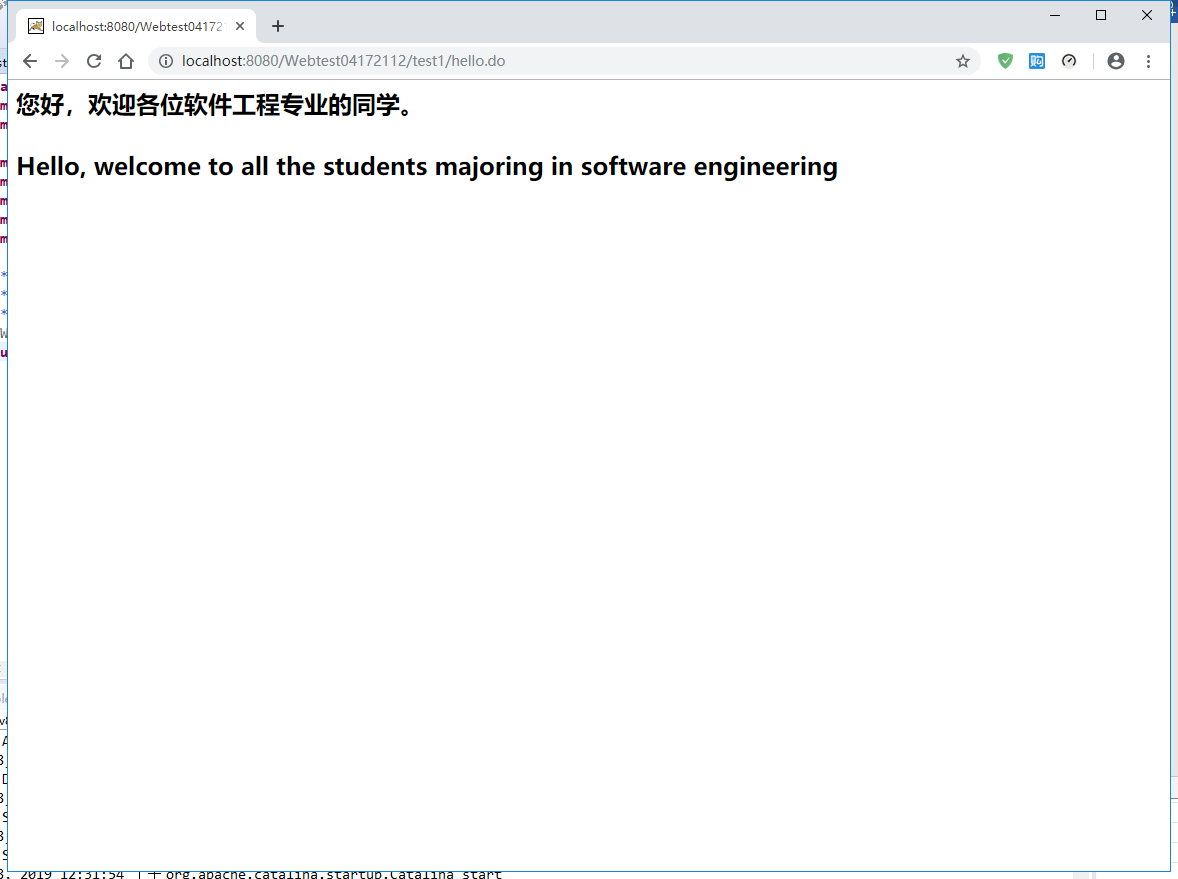 localhost:8080/Webtest041721
localhost:8080/Webtest04172112/test1/hello.do
购
您好，欢迎各位软件工程专业的同学。
Hello, welcome to all the students majoring in software engineering
2019 12:31:54 org.apache.catalina.startup.Catalina start